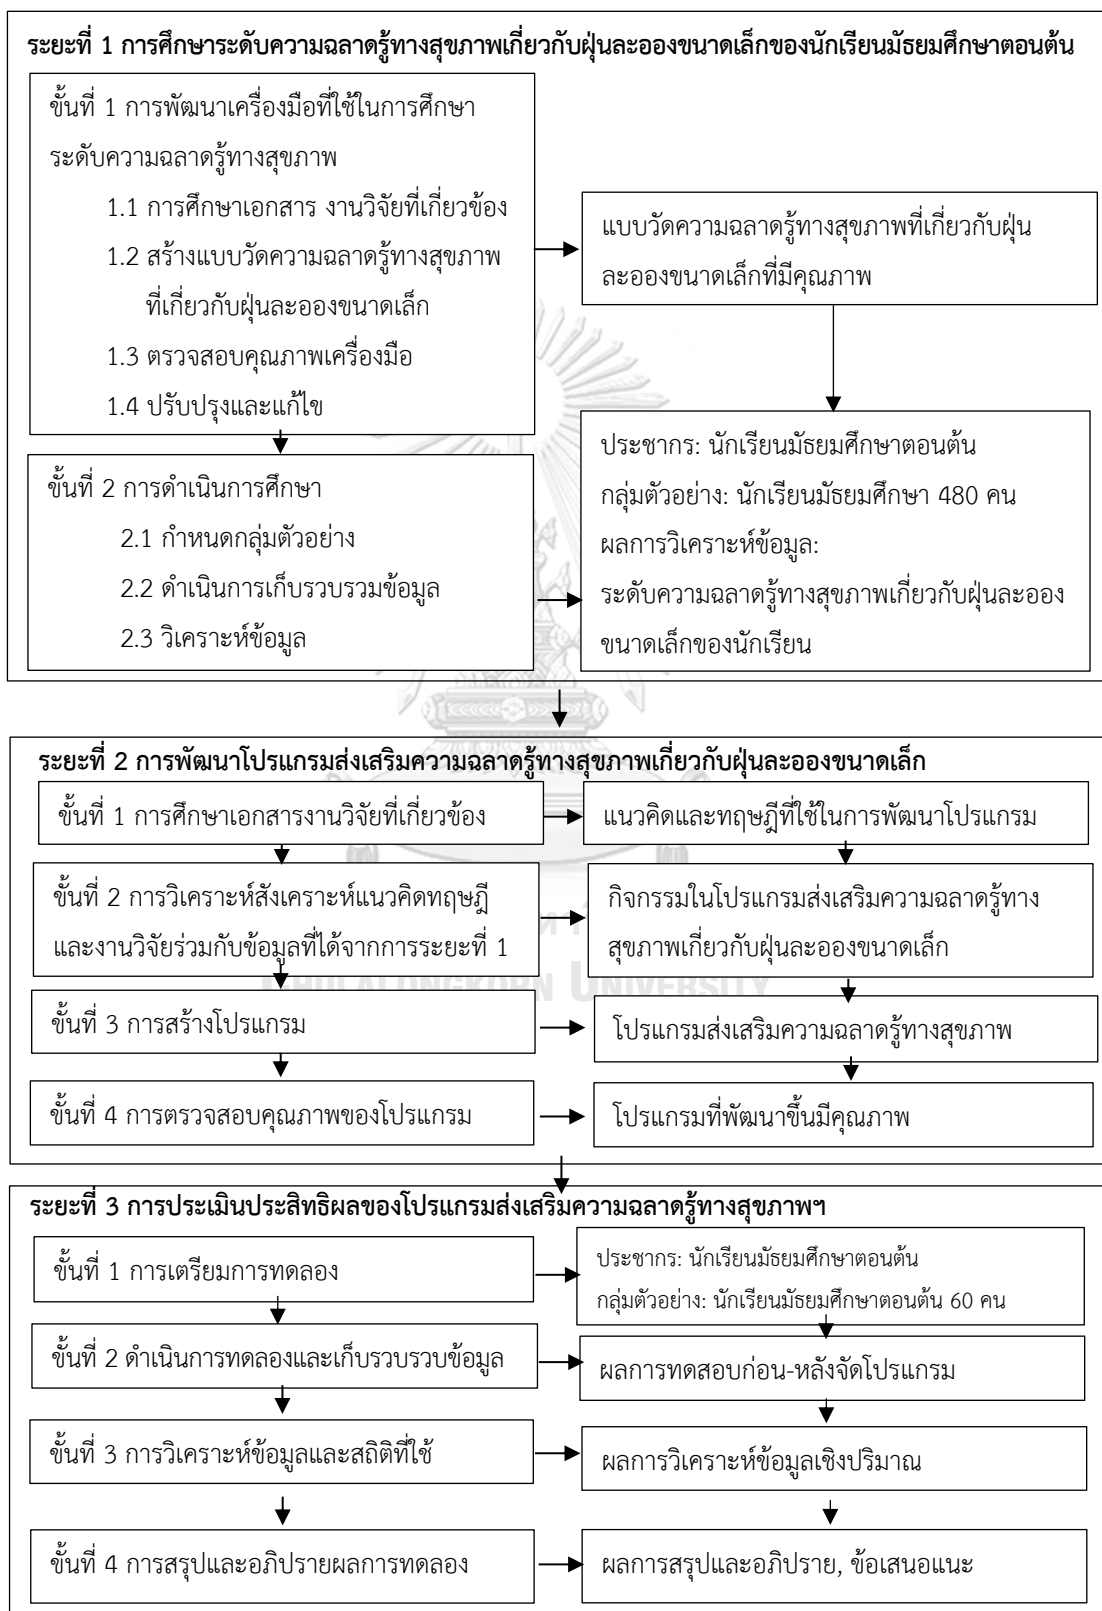 ระยะที่ 1 การศึกษาระดับความฉลาดรู้ทางสุขภาพเกี่ยวกับฝุ่นละอองขนาดเล็กของนักเรียนมัธยมศึกษาตอนต้น
ขั้นที่ 1 การพัฒนาเครื่องมือที่ใช้ในการศึกษา
ระดับความฉลาดรู้ทางสุขภาพ
1.1 การศึกษาเอกสาร งานวิจัยที่เกี่ยวข้อง
1.2 สร้างแบบวัดความฉลาดรู้ทางสุขภาพ
ที่เกี่ยวกับฝุ่นละอองขนาดเล็ก
1.3 ตรวจสอบคุณภาพเครื่องมือ
1.4 ปรับปรุงและแก้ไข
แบบวัดความฉลาดรู้ทางสุขภาพที่เกี่ยวกับฝุ่น
ละอองขนาดเล็กที่มีคุณภาพ
ขั้นที่ 2 การดำเนินการศึกษา
2.1 กำหนดกลุ่มตัวอย่าง
2.2 ดำเนินการเก็บรวบรวมข้อมูล
2.3 วิเคราะห์ข้อมูล
ประชากร: นักเรียนมัธยมศึกษาตอนต้น
กลุ่มตัวอย่าง: นักเรียนมัธยมศึกษา 480 คน
ผลการวิเคราะห์ข้อมูล:
ระดับความฉลาดรู้ทางสุขภาพเกี่ยวกับฝุ่นละออง
ขนาดเล็กของนักเรียน
ระยะที่ 2 การพัฒนาโปรแกรมส่งเสริมความฉลาดรู้ทางสุขภาพเกี่ยวกับฝุ่นละอองขนาดเล็ก
ขั้นที่ 1 การศึกษาเอกสารงานวิจัยที่เกี่ยวข้อง
แนวคิดและทฤษฎีที่ใช้ในการพัฒนาโปรแกรม
ขั้นที่ 2 การวิเคราะห์สังเคราะห์แนวคิดทฤษฎี
และงานวิจัยร่วมกับข้อมูลที่ได้จากการระยะที่ 1
กิจกรรมในโปรแกรมส่งเสริมความฉลาดรู้ทาง
สุขภาพเกี่ยวกับฝุ่นละอองขนาดเล็ก
CHULALONGKORN UNIVERSITY
ขั้นที่ 3 การสร้างโปรแกรม
โปรแกรมส่งเสริมความฉลาดรู้ทางสุขภาพ
ขั้นที่ 4 การตรวจสอบคุณภาพของโปรแกรม
โปรแกรมที่พัฒนาขึ้นมีคุณภาพ
ระยะที่ 3 การประเมินประสิทธิผลของโปรแกรมส่งเสริมความฉลาดรู้ทางสุขภาพฯ
ขั้นที่ 1 การเตรียมการทดลอง
ประชากร: นักเรียนมัธยมศึกษาตอนต้น
กลุ่มตัวอย่าง: นักเรียนมัธยมศึกษาตอนต้น 60 คน
ขั้นที่ 2 ดำเนินการทดลองและเก็บรวบรวบข้อมูล
ผลการทดสอบก่อน-หลังจัดโปรแกรม
ขั้นที่ 3 การวิเคราะห์ข้อมูลและสถิติที่ใช้
ผลการวิเคราะห์ข้อมูลเชิงปริมาณ
ขั้นที่ 4 การสรุปและอภิปรายผลการทดลอง
ผลการสรุปและอภิปราย, ข้อเสนอแนะ